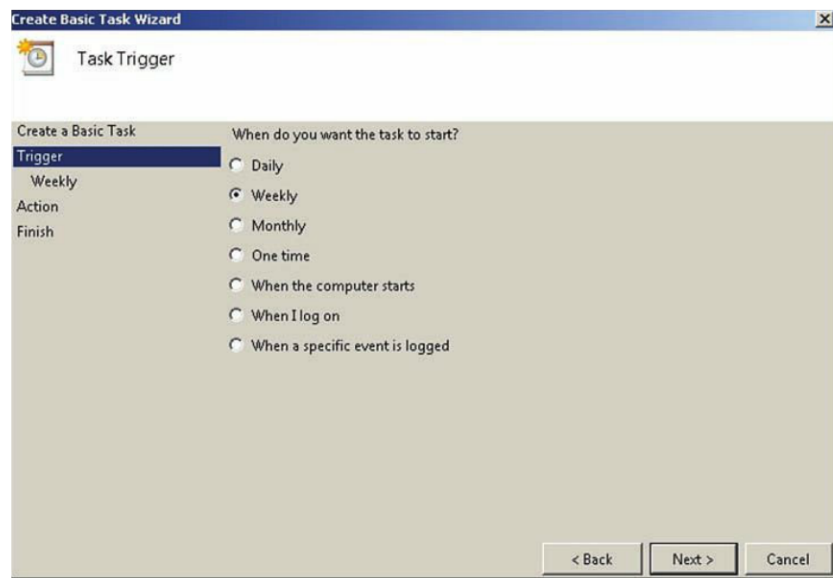 Create Basic Task Wizard
Task Trigger
Create a Basic Task
Trigger
Weekly
Action
Finish
When do you want the task to start?
Daily
Weekly
Monthly
One time
When the computer starts
When I log on
When a specific event is logged
< Back
Next >
Cancel